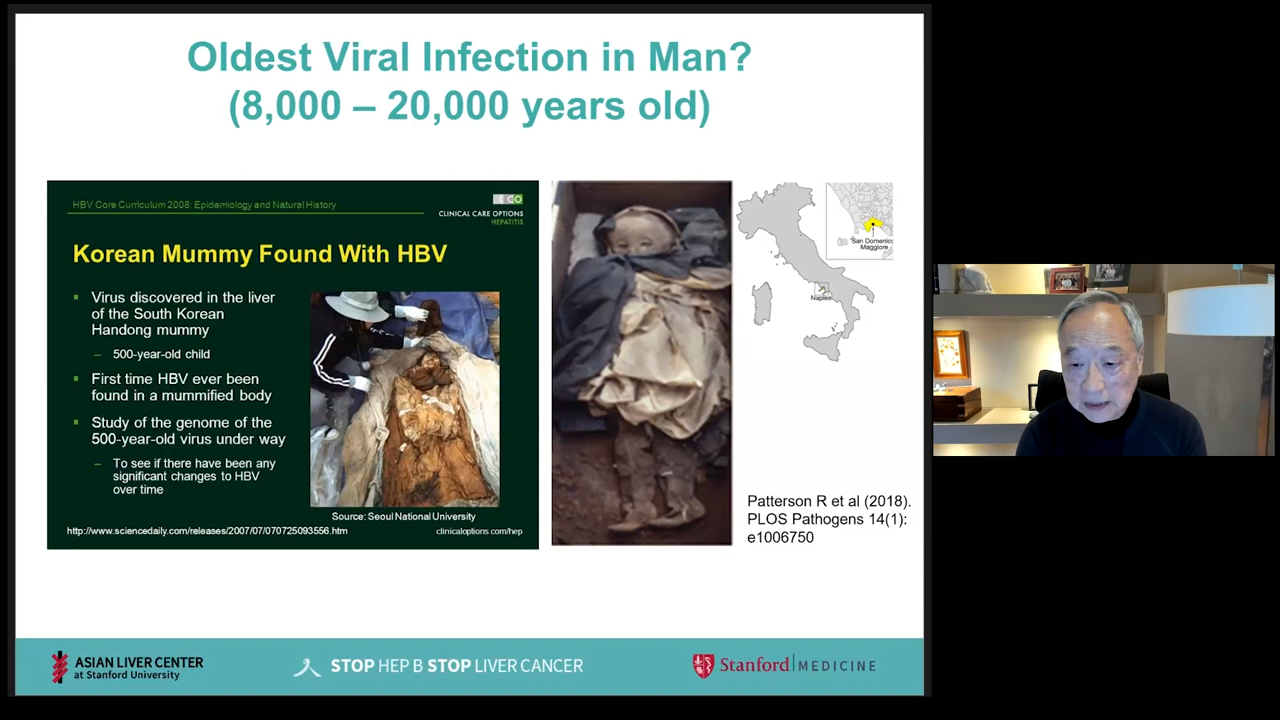 Oldest Viral Infection in Man?
(8,000 – 20,000 years old)
HBV Core Curriculum 2008: Epidemiology and Natural History
CCO
CLINICAL CARE OPTIONS
HEPATITIS
Korean Mummy Found With HBV
Virus discovered in the liver
of the South Korean
Handong mummy
– 500-year-old child
First time HBV ever been
found in a mummified body
Study of the genome of the
500-year-old virus under way
– To see if there have been any
significant changes to HBV
over time
Source: Seoul National University
http://www.sciencedaily.com/releases/2007/07/070725093556.htm
clinicaloptions.com/hep
San Domenico
Maggiore
Naples
Patterson R et al (2018).
PLOS Pathogens 14(1):
e1006750
ASIAN LIVER CENTER
at Stanford University
STOP HEP B STOP LIVER CANCER
Stanford MEDICINE